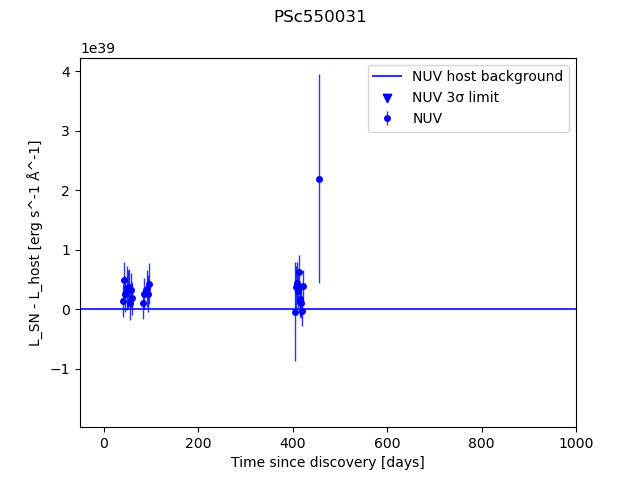 PSc550031
1e39
NUV host background
NUV 3σ limit
NUV
4
3
2
1
0
−1
L_SN - L_host [erg s^-1 Å^-1]
0 200 400 600 800 1000
Time since discovery [days]